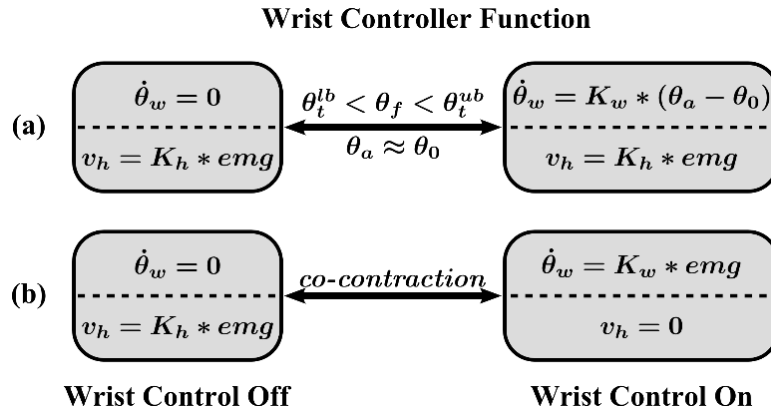 Wrist Controller Function
(a)
θ̇_w = 0
v_h = K_h * emg
θ_t^{lb} < θ_f < θ_t^{ub}
θ_a ≈ θ_0
θ̇_w = K_w * (θ_a − θ_0)
v_h = K_h * emg
(b)
θ̇_w = 0
v_h = K_h * emg
co-contraction
θ̇_w = K_w * emg
v_h = 0
Wrist Control Off
Wrist Control On